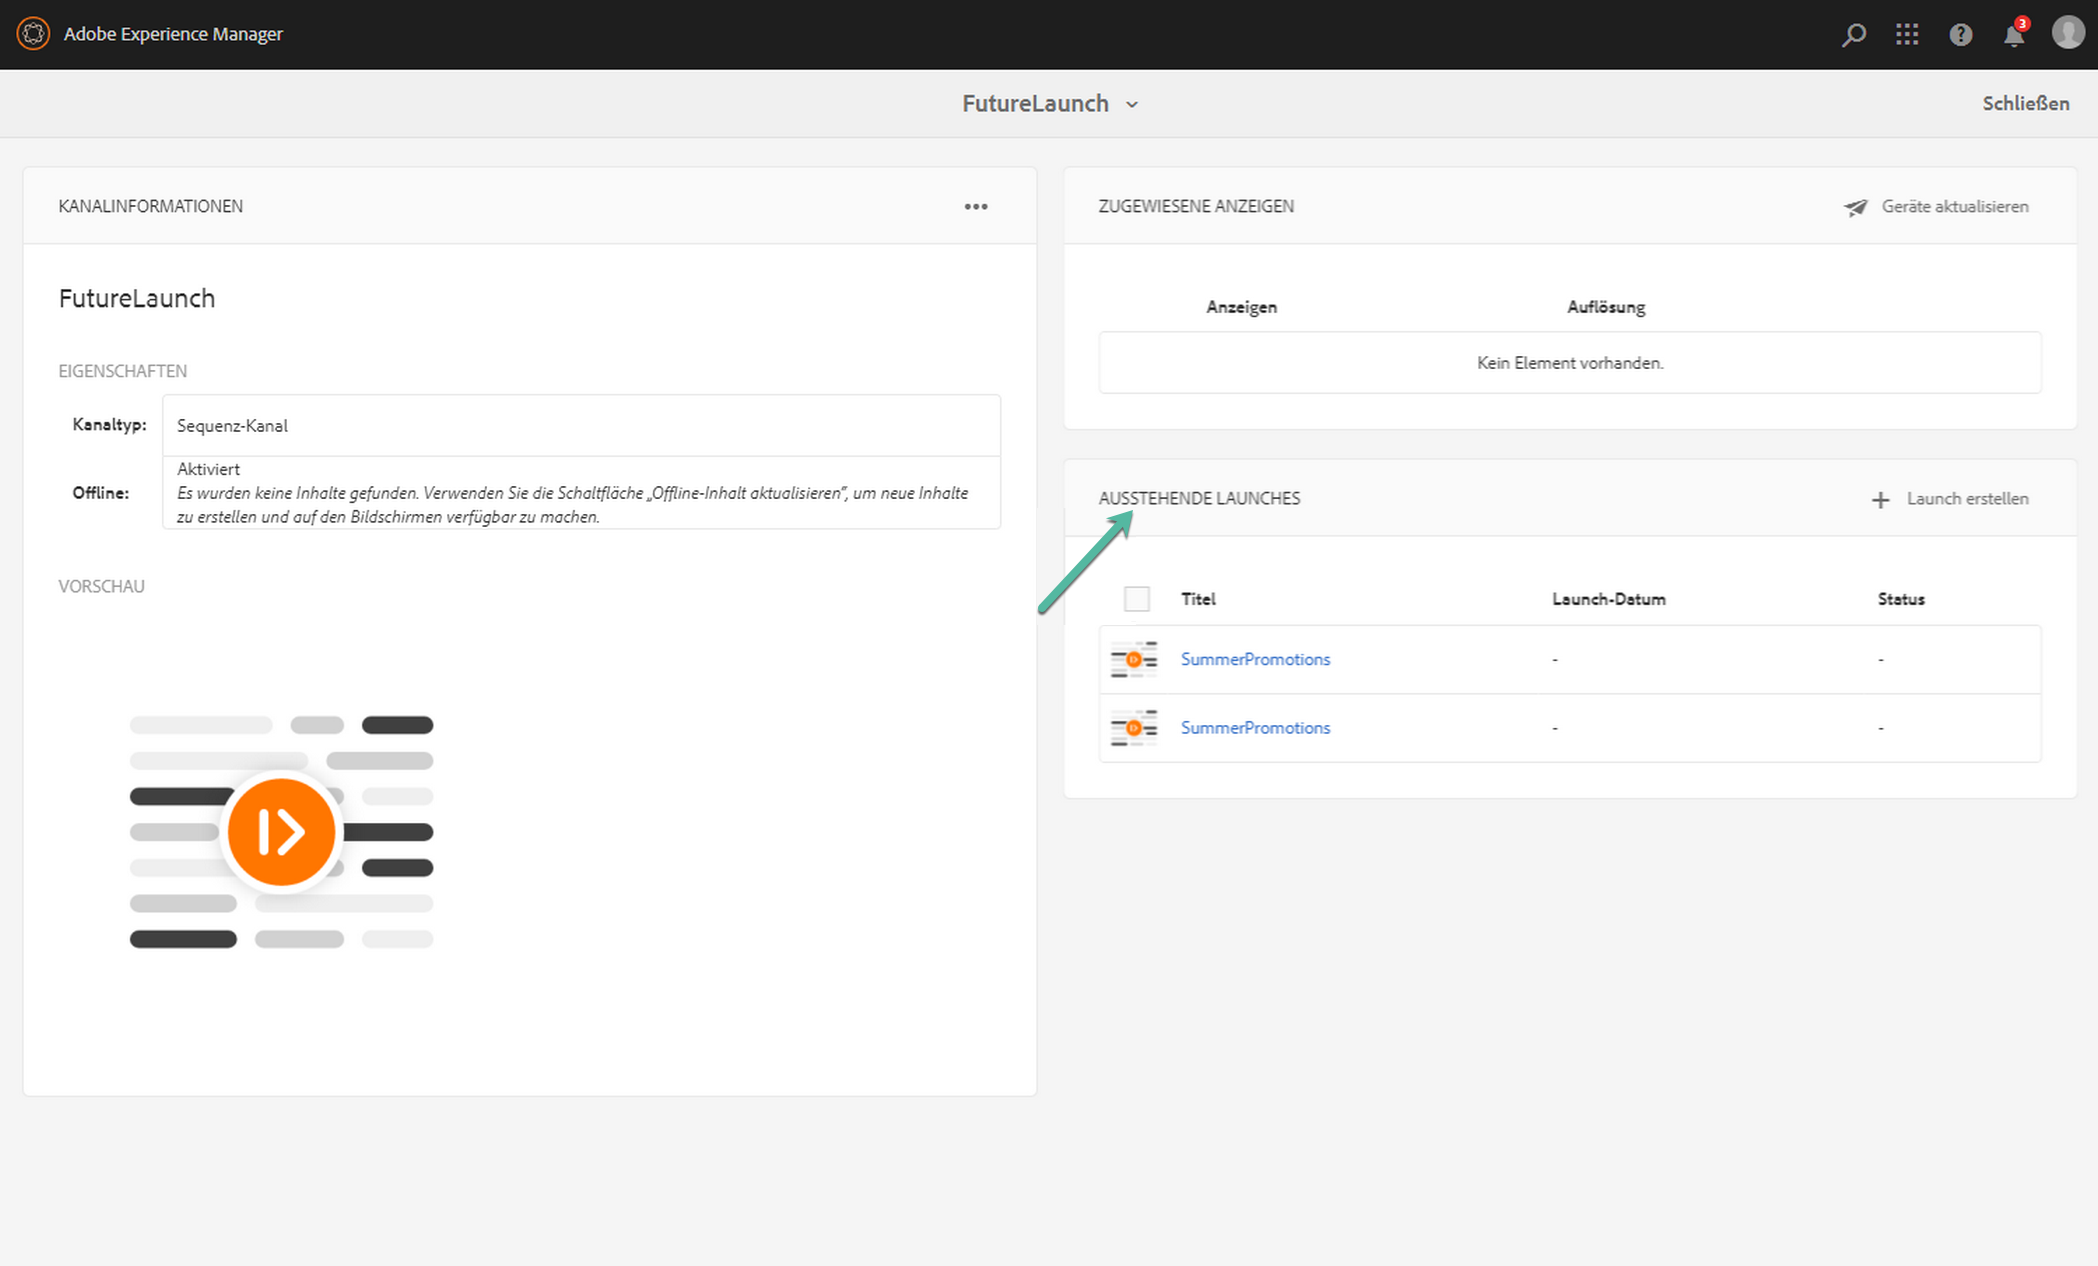 Adobe Experience Manager
3
FutureLaunch
Schließen
KANALINFORMATIONEN
FutureLaunch
EIGENSCHAFTEN
Kanaltyp: Sequenz-Kanal
Offline: Aktiviert
Es wurden keine Inhalte gefunden. Verwenden Sie die Schaltfläche „Offline-Inhalt aktualisieren“, um neue Inhalte
zu erstellen und auf den Bildschirmen verfügbar zu machen.
VORSCHAU
ZUGEWIESENE ANZEIGEN
Geräte aktualisieren
Anzeigen Auflösung
Kein Element vorhanden.
AUSSTEHENDE LAUNCHES
Launch erstellen
Titel Launch-Datum Status
SummerPromotions - -
SummerPromotions - -